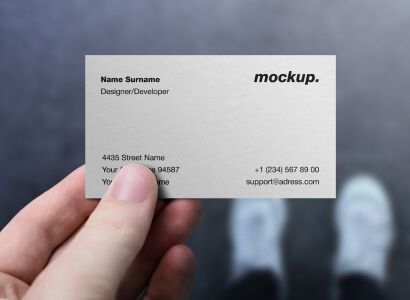 Name Surname
mockup.
Designer/Developer
4435 Street Name
Your 94587
+1 (234) 567 89 00
support@adress.com